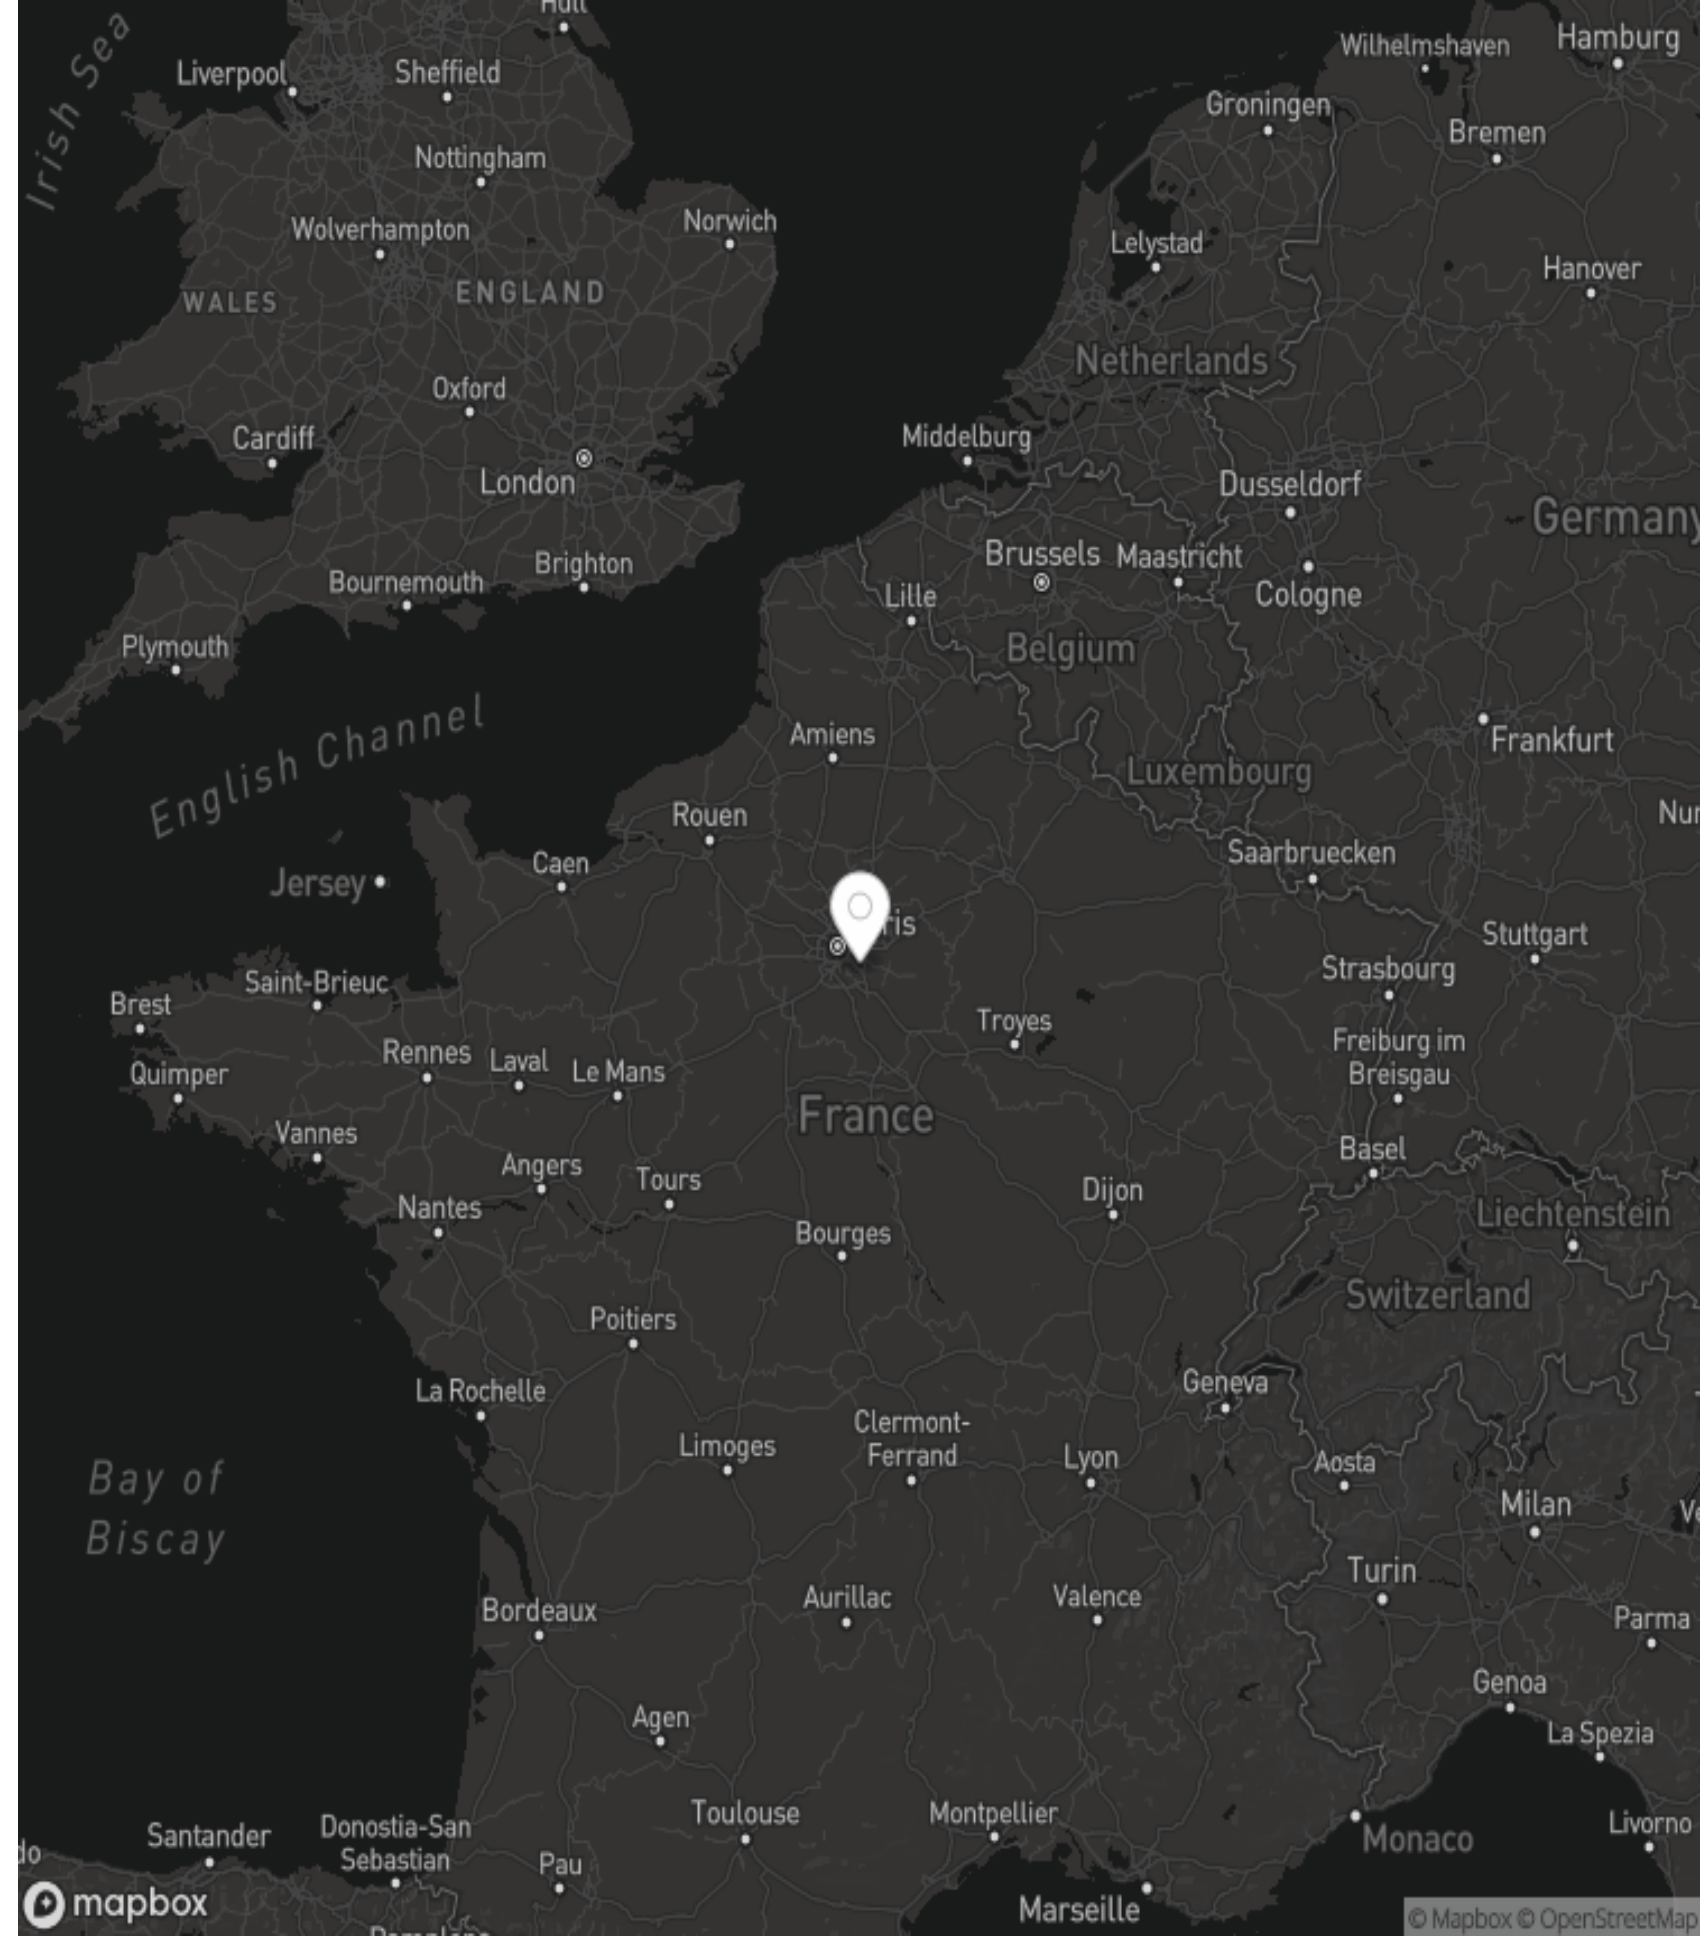 Hull
Irish Sea
Liverpool
Sheffield
Wilhelmshaven
Hamburg
Groningen
Bremen
Nottingham
Norwich
Wolverhampton
Lelystad
Hanover
WALES
ENGLAND
Netherlands
Oxford
Cardiff
Middelburg
London
Dusseldorf
Germany
Brighton
Brussels
Maastricht
Bournemouth
Lille
Cologne
Plymouth
Belgium
English Channel
Amiens
Frankfurt
Luxembourg
Rouen
Nur
Saarbruecken
Caen
Jersey
ris
Stuttgart
Strasbourg
Saint-Brieuc
Brest
Troyes
Freiburg im
Breisgau
Rennes
Laval
Le Mans
Quimper
France
Vannes
Basel
Angers
Tours
Dijon
Nantes
Liechtenstein
Bourges
Switzerland
Poitiers
Geneva
La Rochelle
Clermont-
Ferrand
Limoges
Lyon
Aosta
Bay of
Biscay
Milan
Ve
Turin
Aurillac
Valence
Bordeaux
Parma
Genoa
Agen
La Spezia
Toulouse
Montpellier
Livorno
Donostia-San
Sebastian
Santander
Monaco
do
Pau
mapbox
Marseille
© Mapbox © OpenStreetMap